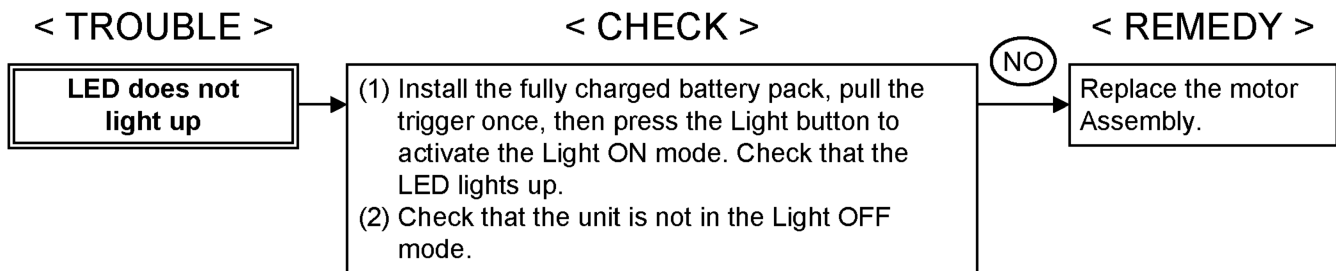 < TROUBLE >
< CHECK >
< REMEDY >
LED does not
light up
(1) Install the fully charged battery pack, pull the
trigger once, then press the Light button to
activate the Light ON mode. Check that the
LED lights up.
(2) Check that the unit is not in the Light OFF
mode.
NO
Replace the motor
Assembly.